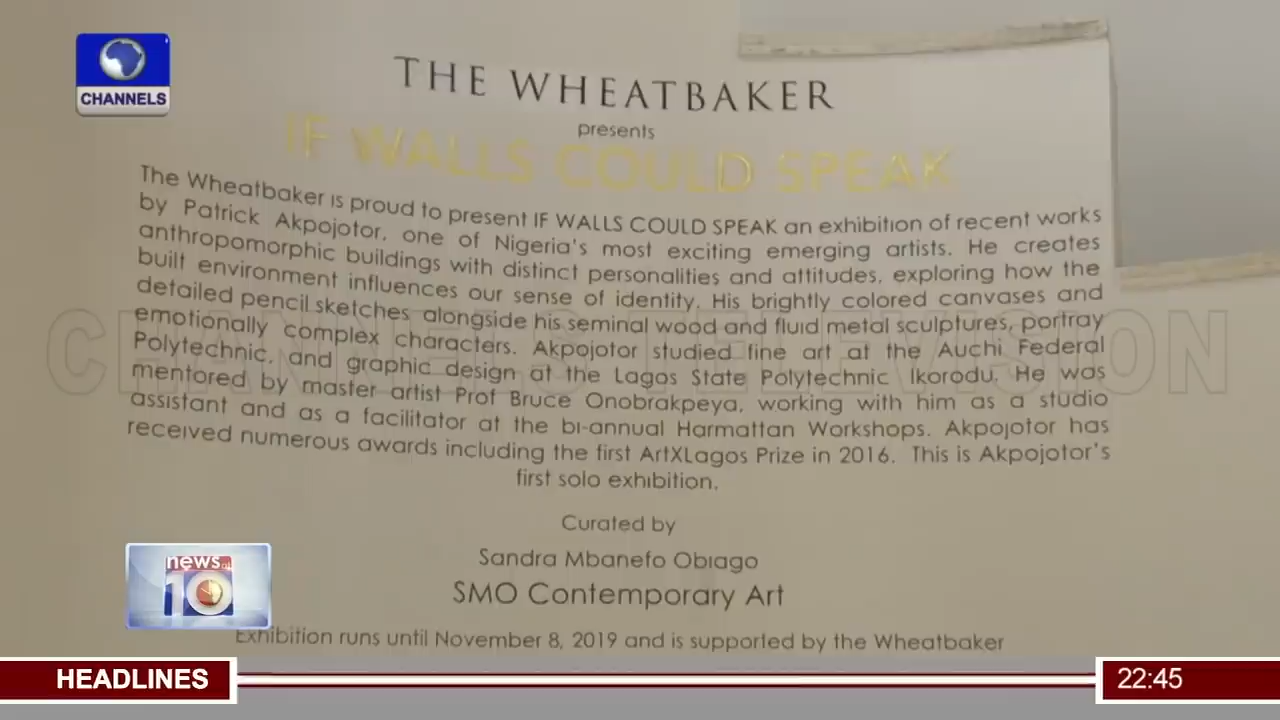 CHANNELS
THE WHEATBAKER
presents
IF WALLS COULD SPEAK
The Wheatbaker is proud to present IF WALLS COULD SPEAK an exhibition of recent works
by Patrick Akpojotor, one of Nigeria's most exciting emerging artists. He creates
anthropomorphic buildings with distinct personalities and attitudes, exploring how the
built environment influences our sense of identity. His brightly colored canvases and
detailed pencil sketches alongside his seminal wood and fluid metal sculptures, portray
emotionally complex characters. Akpojotor studied fine art at the Auchi Federal
Polytechnic, and graphic design at the Lagos State Polytechnic Ikorodu. He was
mentored by master artist Prof Bruce Onobrakpeya, working with him as a studio
assistant and as a facilitator at the bi-annual Harmattan Workshops. Akpojotor has
received numerous awards including the first ArtXLagos Prize in 2016. This is Akpojotor's
first solo exhibition.
CHANNELS TELEVISION
Curated by
Sandra Mbanefo Obiago
SMO Contemporary Art
news at
10
Exhibition runs until November 8, 2019 and is supported by the Wheatbaker
HEADLINES
22:45